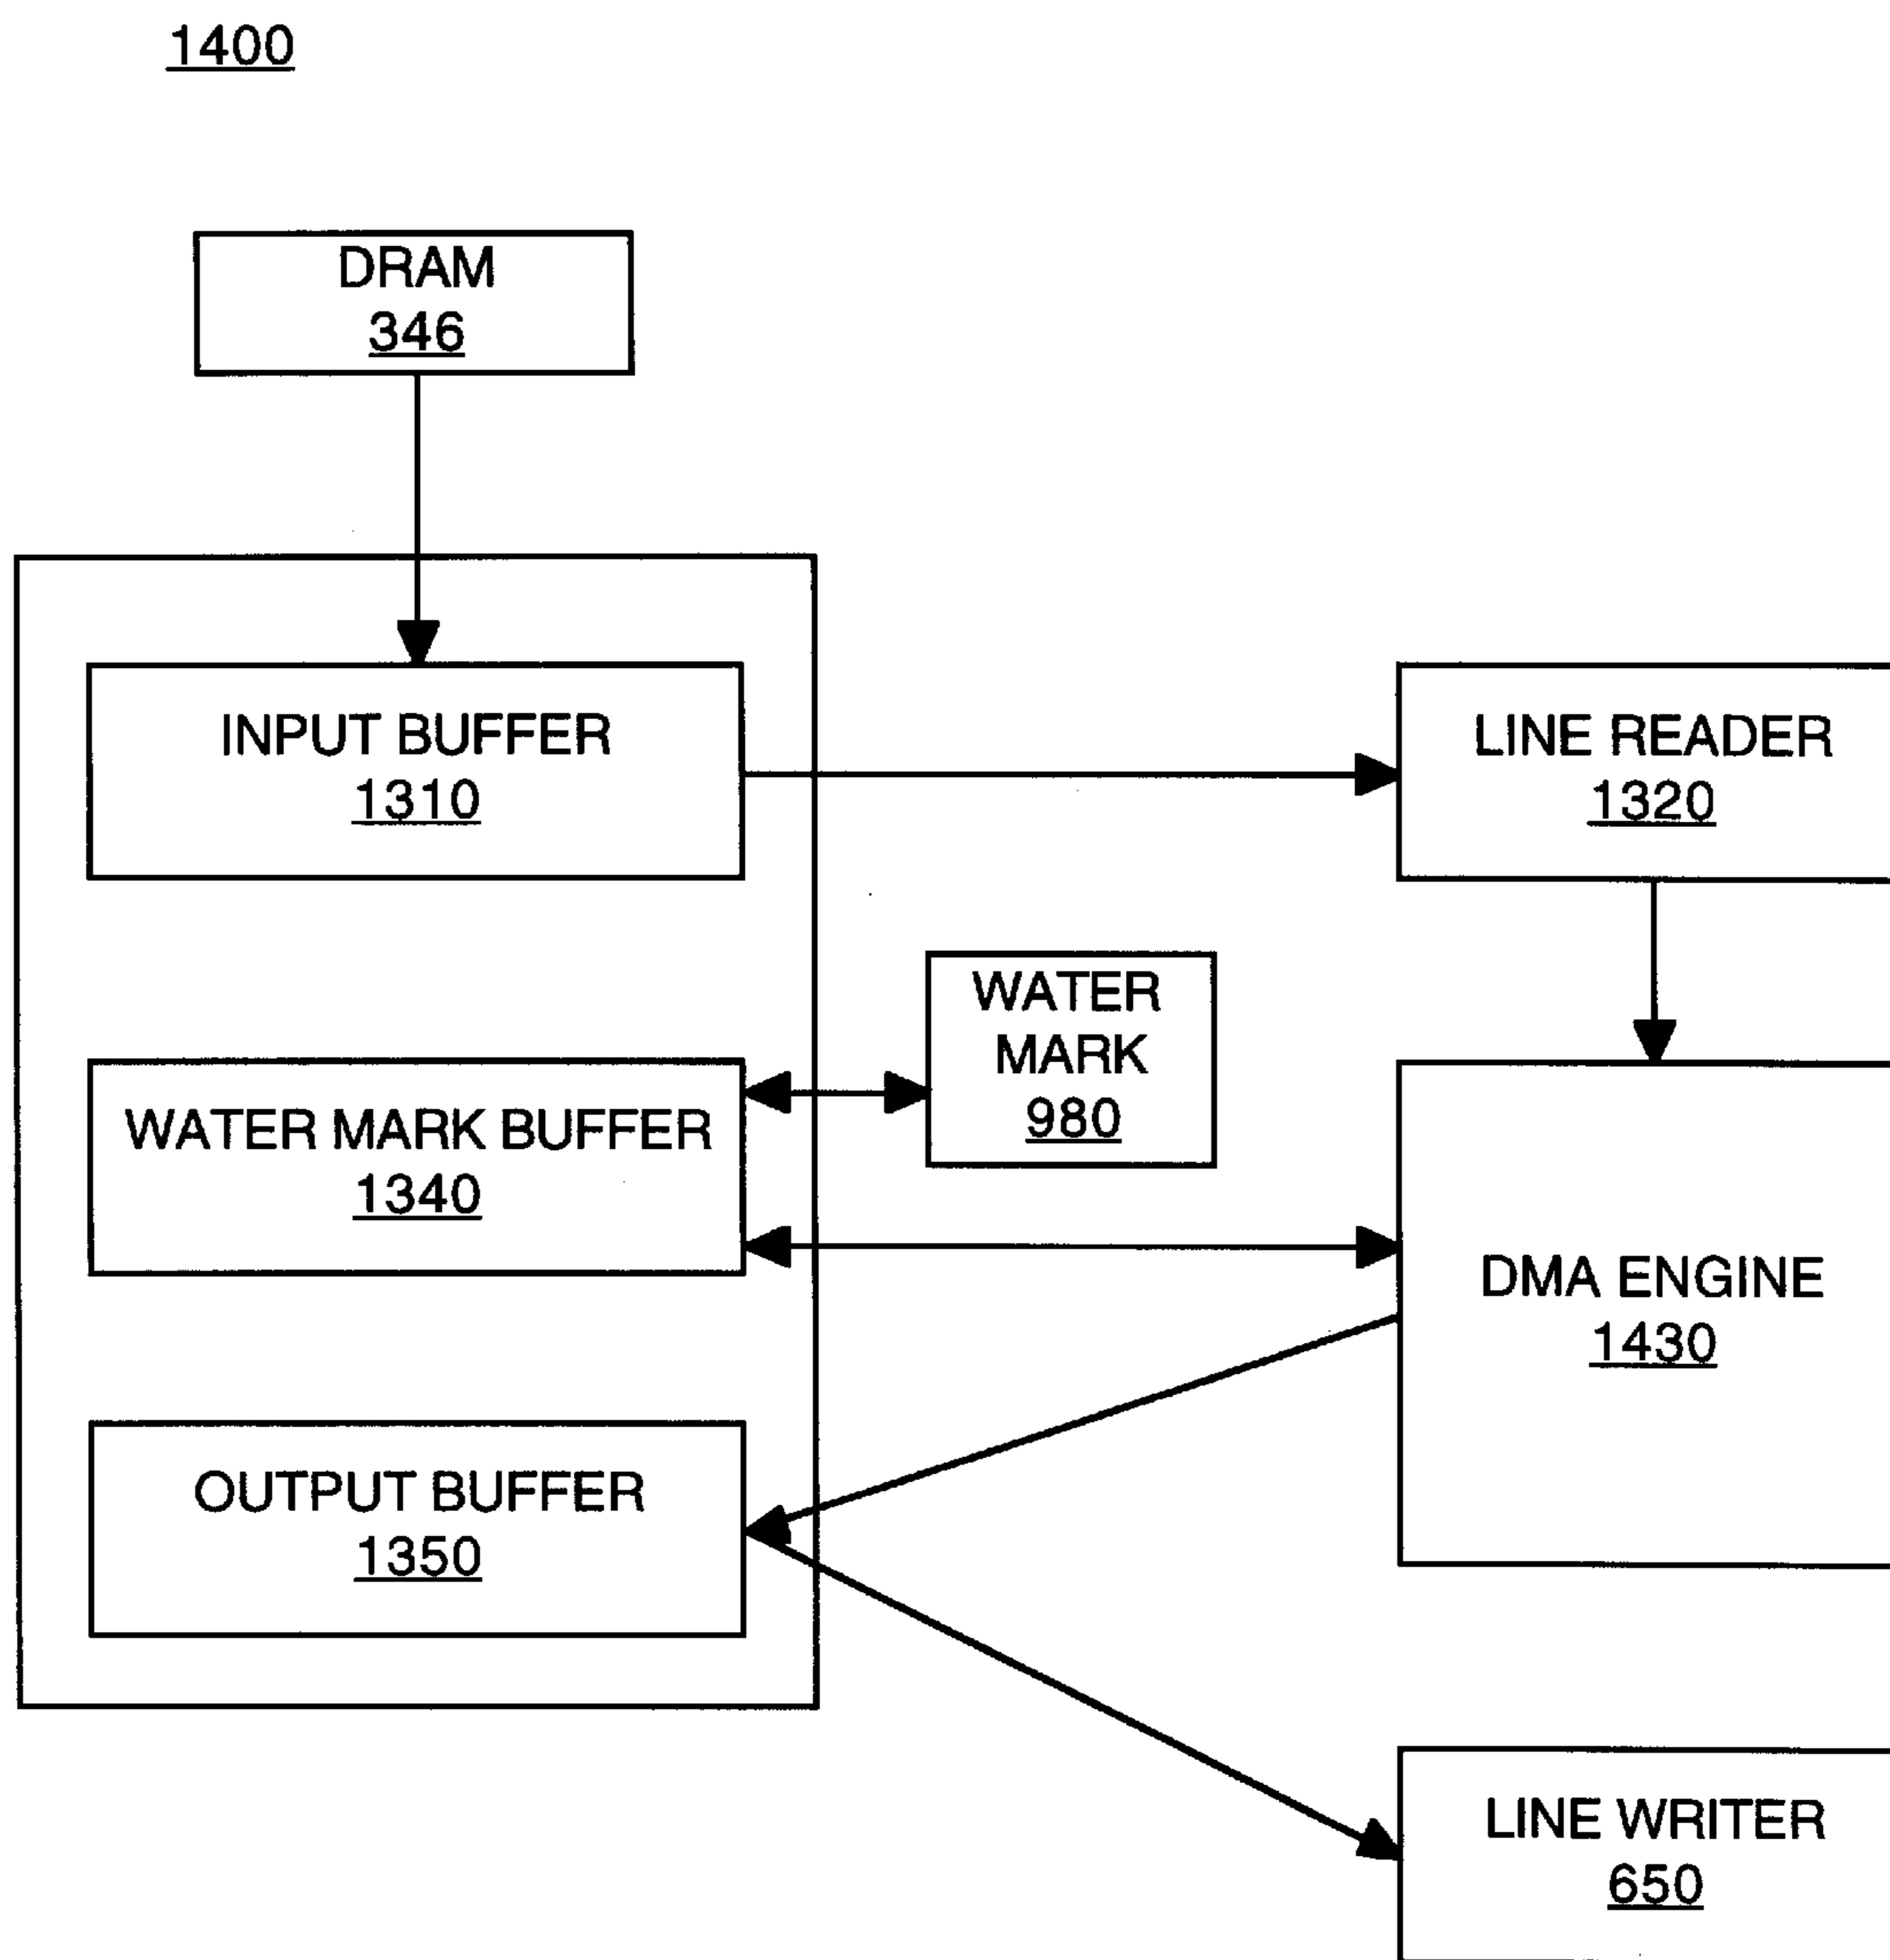 1400
DRAM
346
INPUT BUFFER
1310
LINE READER
1320
WATER
MARK
980
WATER MARK BUFFER
1340
DMA ENGINE
1430
OUTPUT BUFFER
1350
LINE WRITER
650